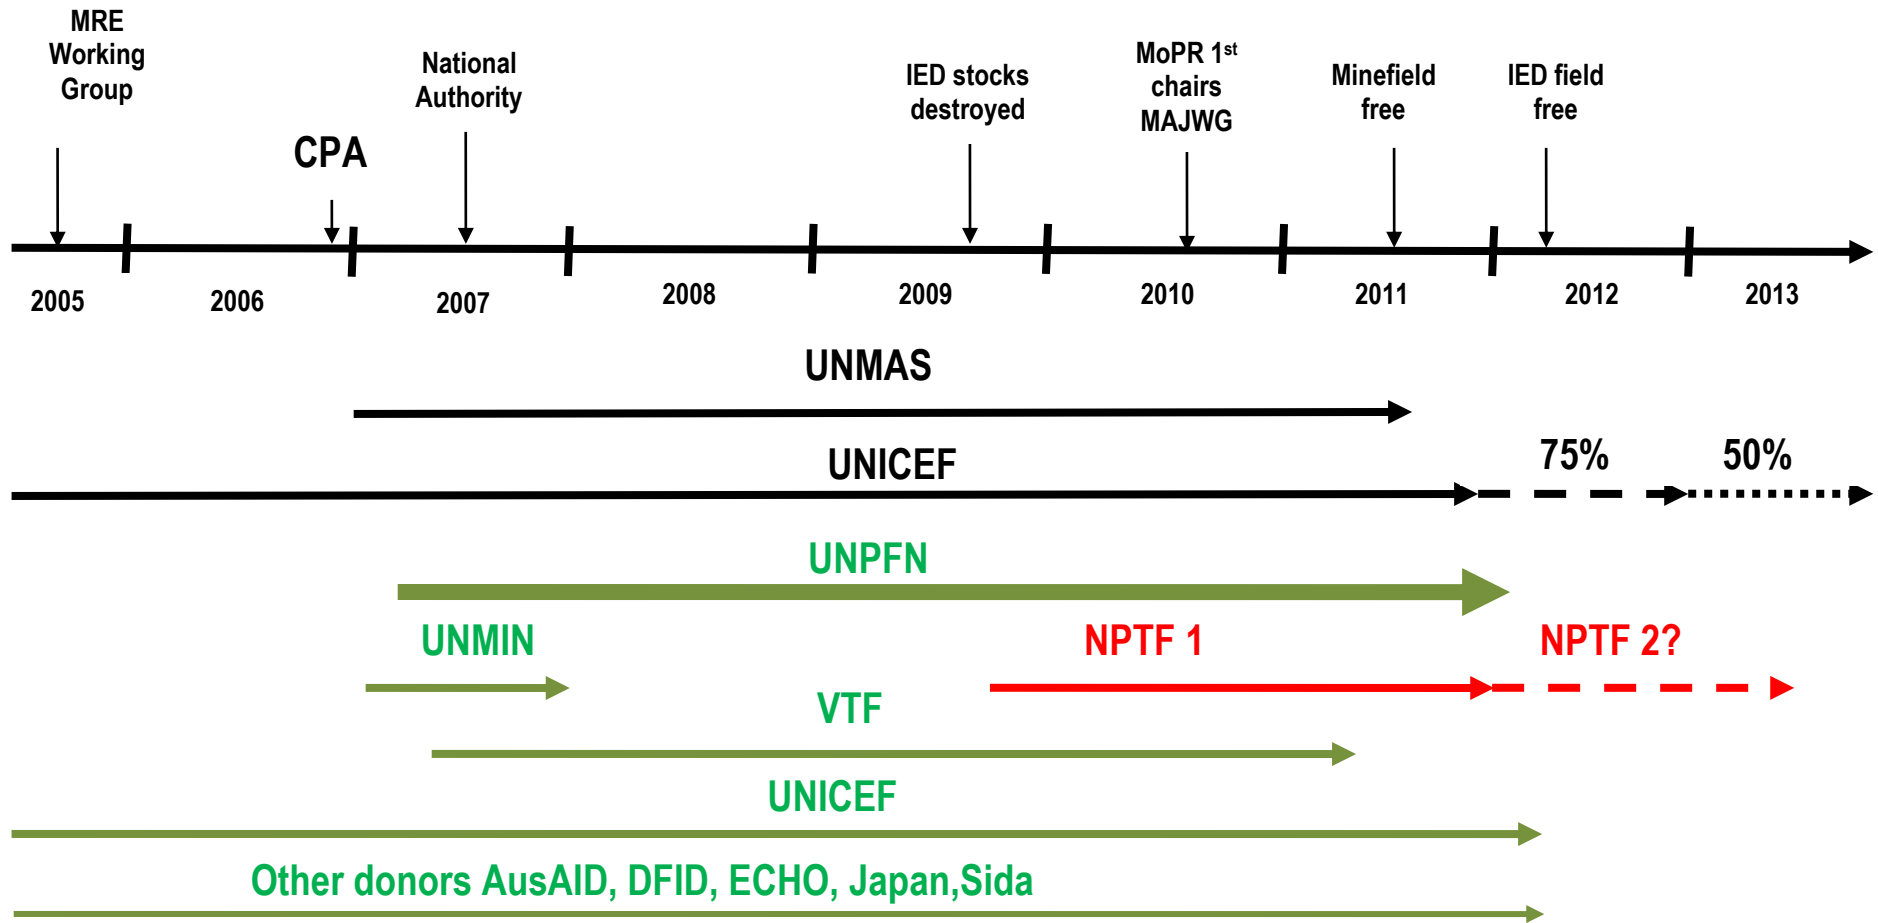 MRE
Working
Group
CPA
National
Authority
IED stocks
destroyed
MoPR 1st
chairs
MAJWG
Minefield
free
IED field
free
2005
2006
2007
2008
2009
2010
2011
2012
2013
UNMAS
UNICEF
75%
50%
UNPFN
UNMIN
NPTF 1
NPTF 2?
VTF
UNICEF
Other donors AusAID, DFID, ECHO, Japan,Sida